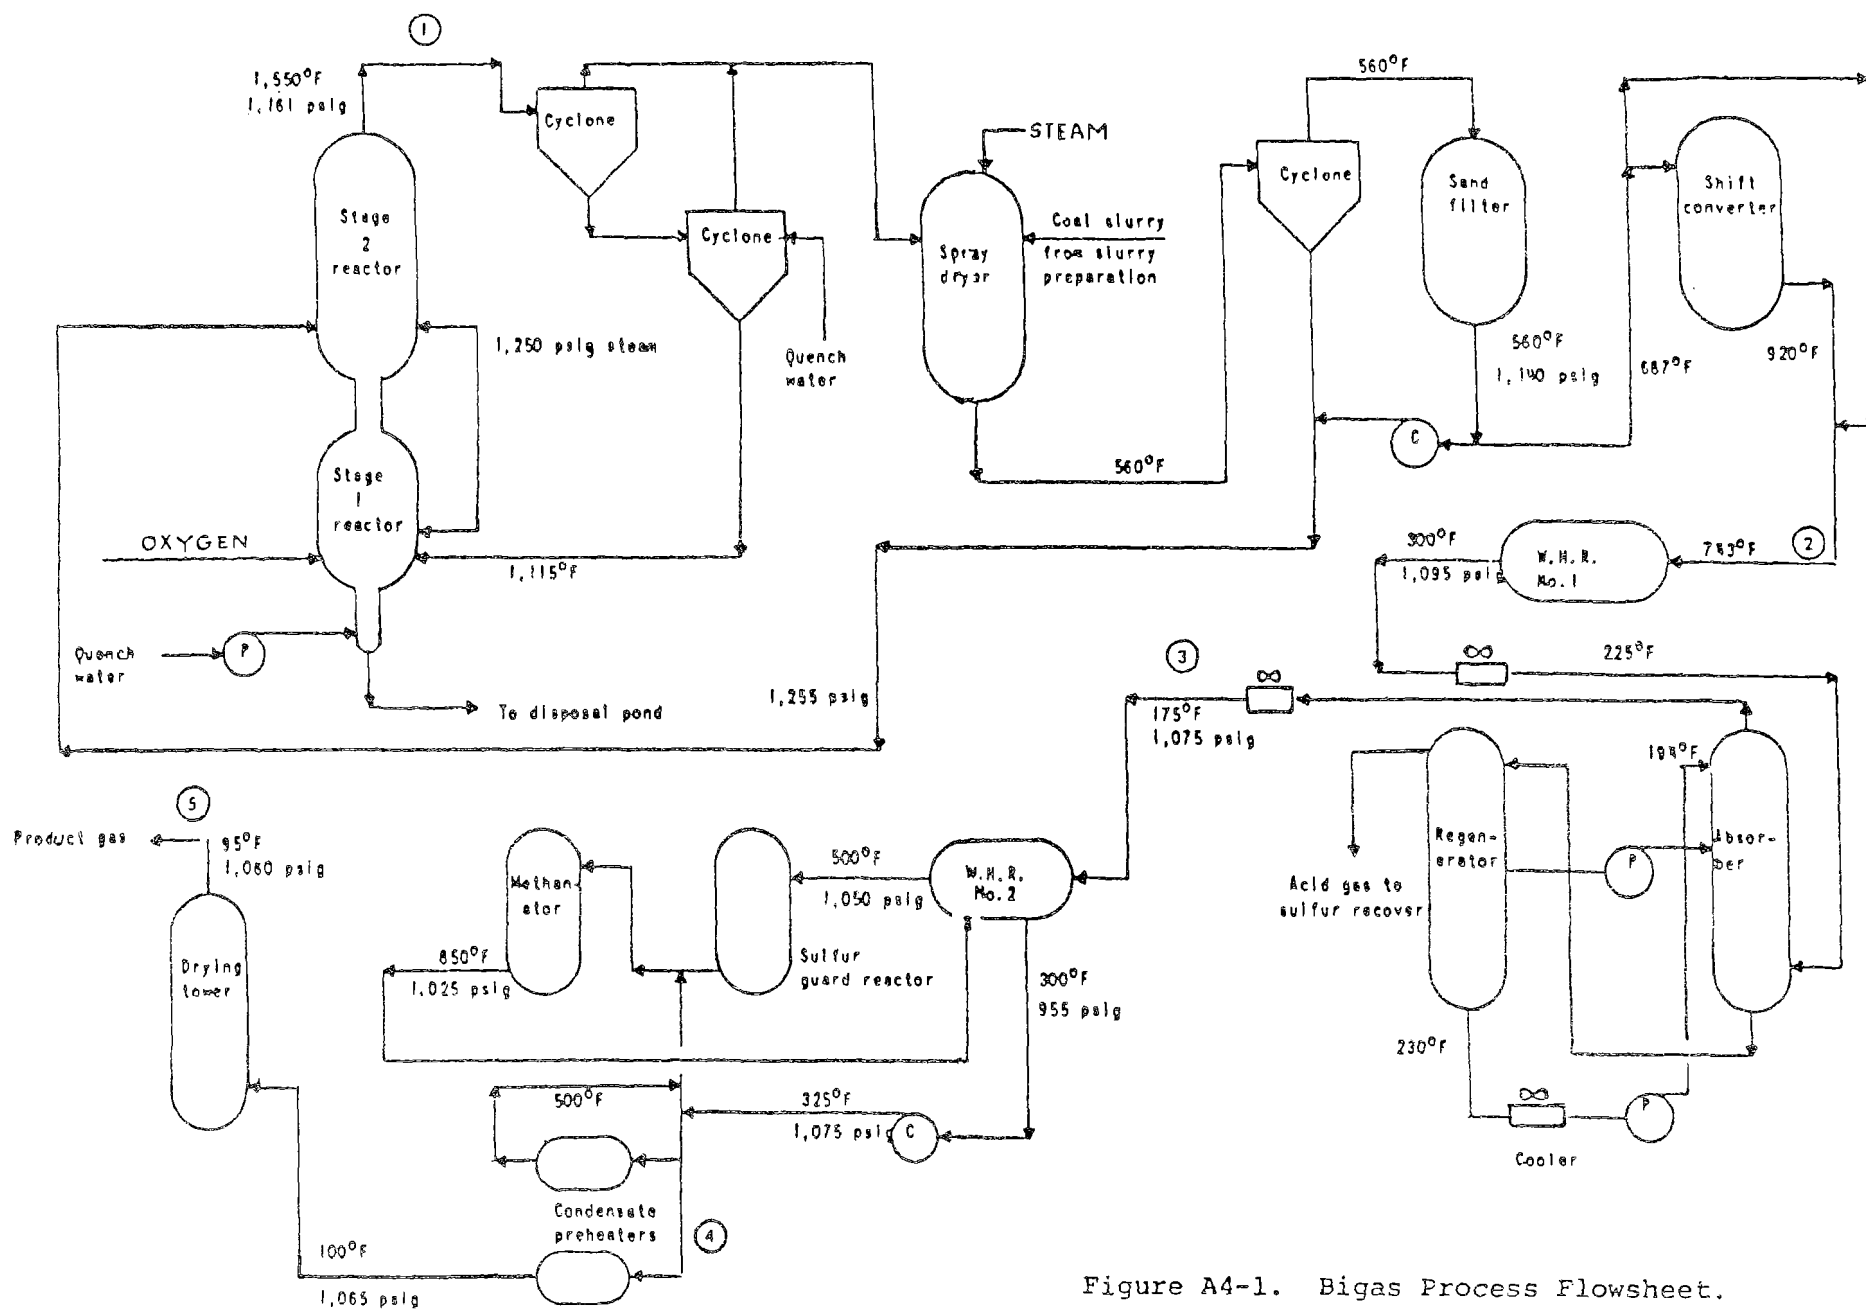 1
1,550°F
1,161 psig
Cyclone
Cyclone
Stage
2
reactor
1,250 psig steam
Quench
water
Stage
1
reactor
OXYGEN
1,115°F
Quench
water
P
To disposal pond
STEAM
Spray
dryer
Coal slurry
from slurry
preparation
560°F
Cyclone
560°F
Sand
filter
560°F
1,140 psig
C
687°F
Shift
converter
920°F
2
743°F
W.H.R.
No.1
300°F
1,095 psig
225°F
1,255 psig
3
175°F
1,075 psig
194°F
Regen-
erator
P
Absor-
ber
Acid gas to
sulfur recover
230°F
P
Cooler
5
Product gas
95°F
1,060 psig
Drying
tower
Methan-
ator
850°F
1,025 psig
Sulfur
guard reactor
500°F
1,050 psig
W.H.R.
No.2
300°F
955 psig
325°F
1,075 psig
C
500°F
Condensate
preheaters
4
100°F
1,065 psig
Figure A4-1. Bigas Process Flowsheet.